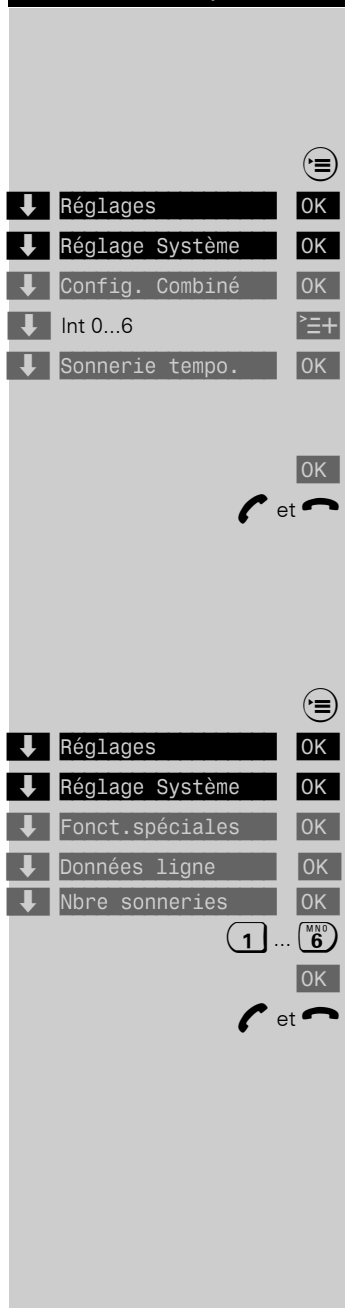 Réglages OK
Réglage Système OK
Config. Combiné OK
Int 0...6
Sonnerie tempo. OK
OK
et
Réglages OK
Réglage Système OK
Fonct.spéciales OK
Données ligne OK
Nbre sonneries OK
1 ... MNO 6
OK
et